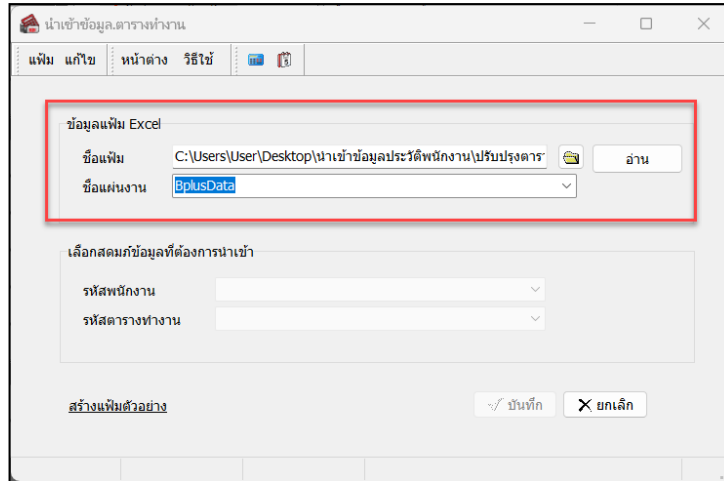 นำเข้าข้อมูล.ตารางทำงาน
แฟ้ม แก้ไข หน้าต่าง วิธีใช้
ข้อมูลแฟ้ม Excel
ชื่อแฟ้ม C:\Users\User\Desktop\นำเข้าข้อมูลประวัติพนักงาน\ปรับปรุงตารา อ่าน
ชื่อแผ่นงาน BplusData
เลือกสดมภ์ข้อมูลที่ต้องการนำเข้า
รหัสพนักงาน
รหัสตารางทำงาน
สร้างแฟ้มตัวอย่าง บันทึก ยกเลิก